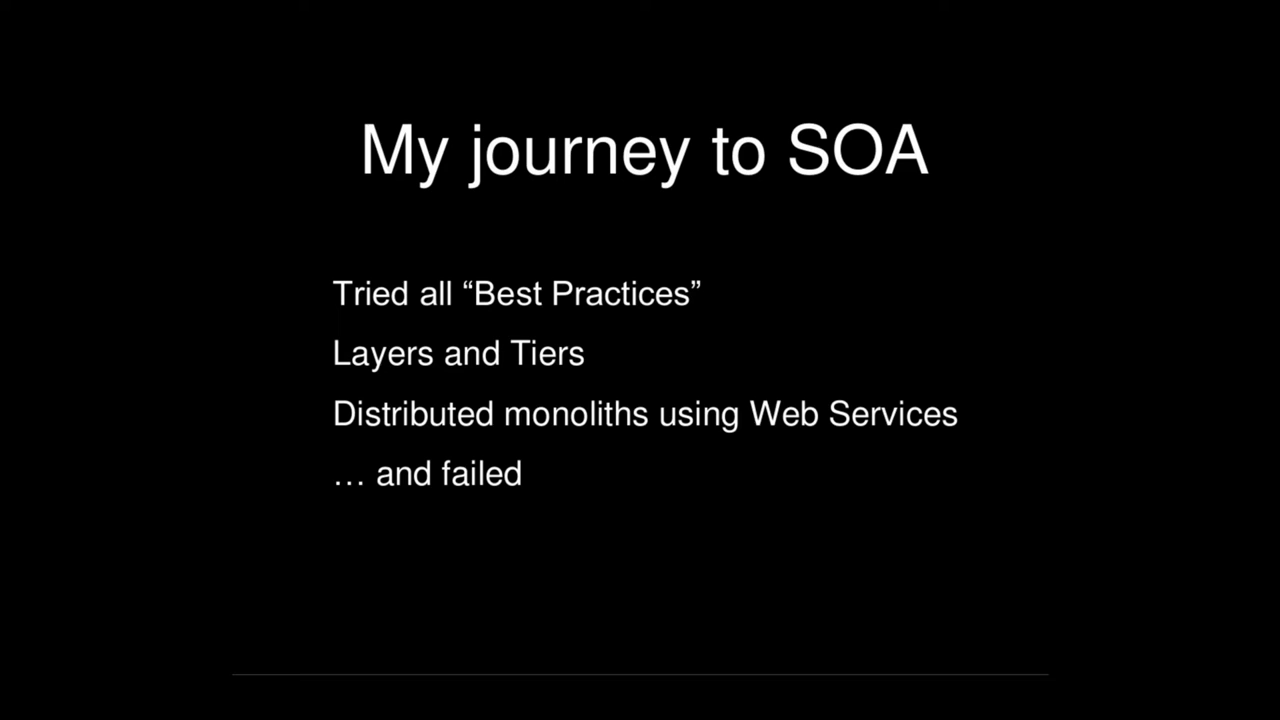 My journey to SOA
Tried all “Best Practices”
Layers and Tiers
Distributed monoliths using Web Services
… and failed